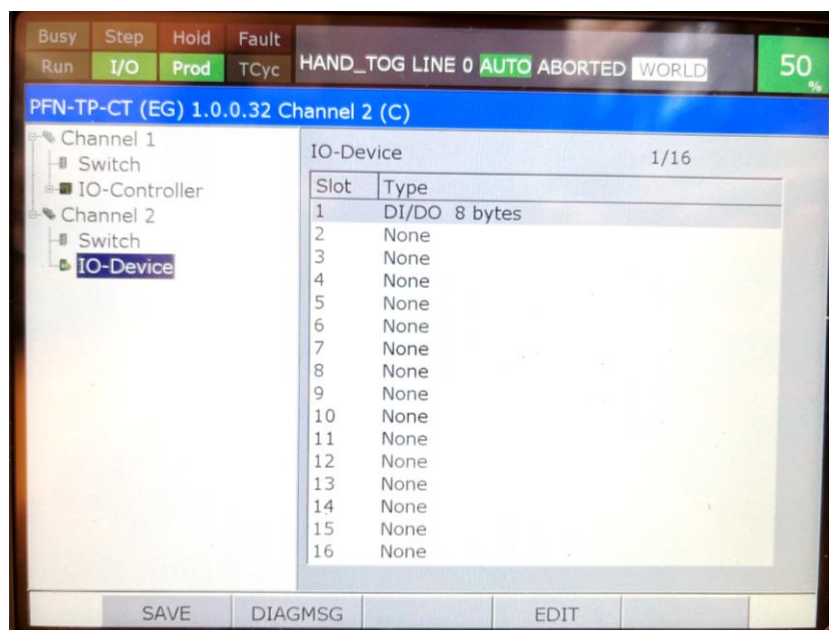 Busy Step Hold Fault
Run I/O Prod TCyc HAND_TOG LINE 0 AUTO ABORTED WORLD 50 %
PFN-TP-CT (EG) 1.0.0.32 Channel 2 (C)
Channel 1
Switch
IO-Controller
Channel 2
Switch
IO-Device
IO-Device 1/16
Slot Type
1 DI/DO 8 bytes
2 None
3 None
4 None
5 None
6 None
7 None
8 None
9 None
10 None
11 None
12 None
13 None
14 None
15 None
16 None
SAVE DIAGMSG EDIT